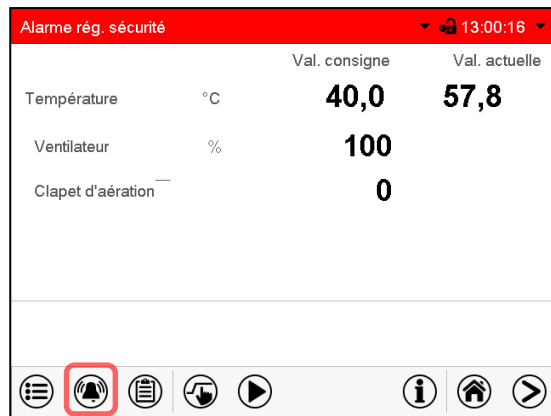 Alarme rég. sécurité 13:00:16
Val. consigne Val. actuelle
Température °C 40,0 57,8
Ventilateur % 100
Clapet d'aération 0